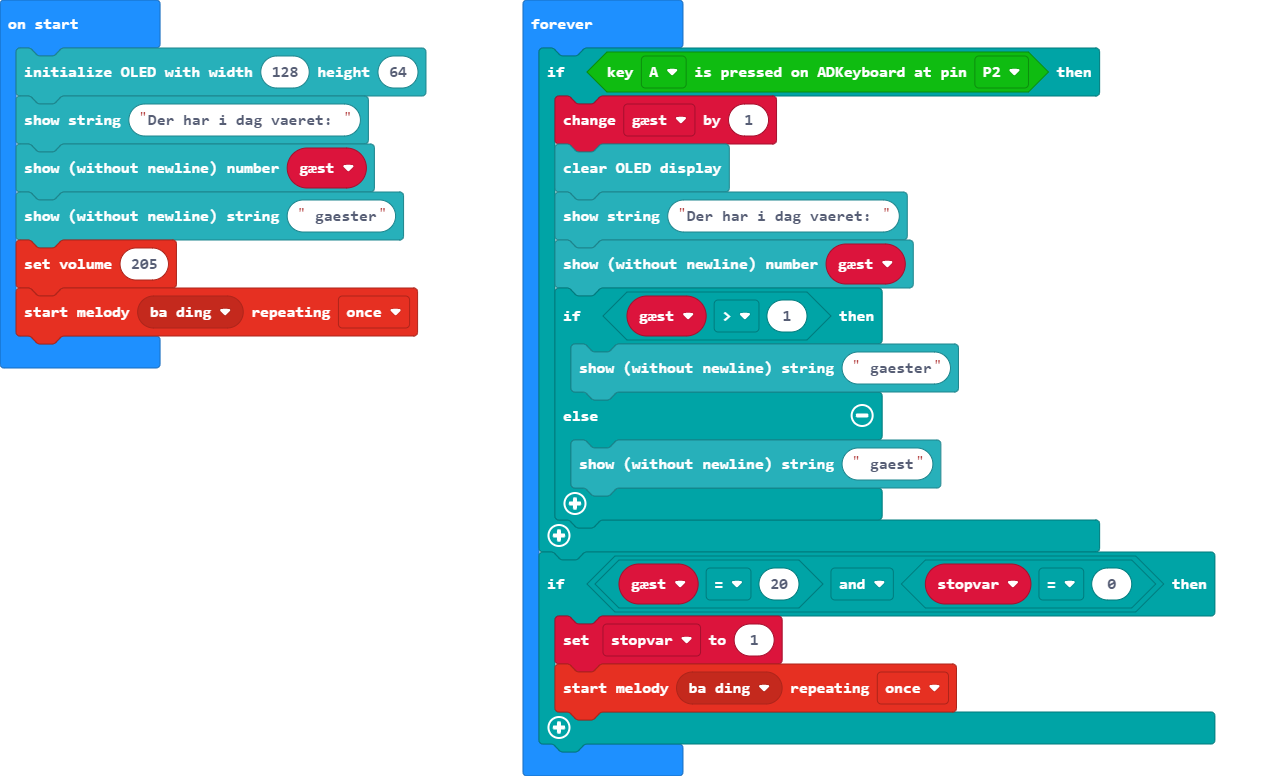 on start
initialize OLED with width 128 height 64
show string "Der har i dag vaeret: "
show (without newline) number gæst
show (without newline) string " gaester"
set volume 205
start melody ba ding repeating once
forever
if key A is pressed on ADKeyboard at pin P2 then
change gæst by 1
clear OLED display
show string "Der har i dag vaeret: "
show (without newline) number gæst
if gæst > 1 then
show (without newline) string " gaester"
else
show (without newline) string " gaest"
if gæst = 20 and stopvar = 0 then
set stopvar to 1
start melody ba ding repeating once